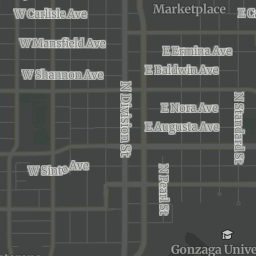 W Carlisle Ave
Marketplace
W Mansfield Ave
E Ermina Ave
W Shannon Ave
E Baldwin Ave
N Division St
E Nora Ave
N Standard St
E Augusta Ave
W Sinto Ave
N Pearl St
Gonzaga Unive